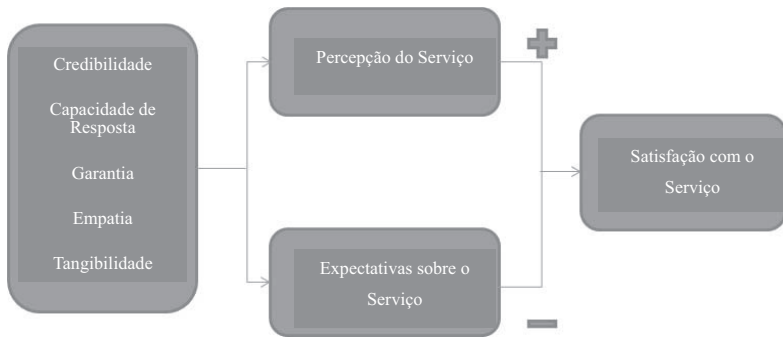 Credibilidade
Capacidade de
Resposta
Garantia
Empatia
Tangibilidade
Percepção do Serviço
Expectativas sobre o
Serviço
Satisfação com o
Serviço